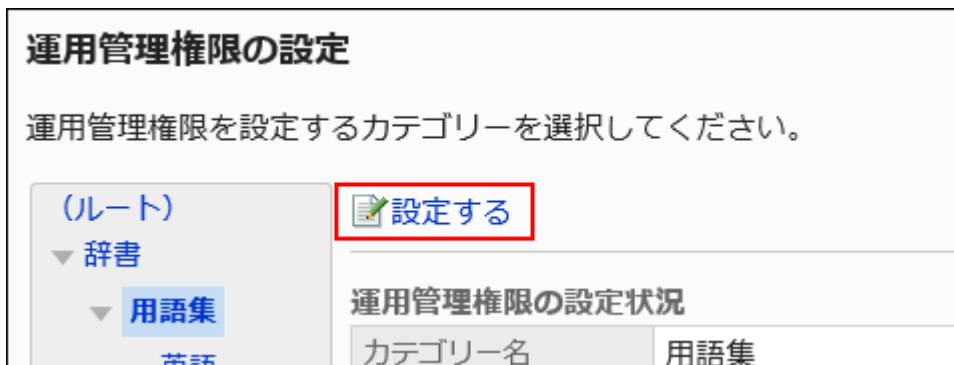 運用管理権限の設定
運用管理権限を設定するカテゴリーを選択してください。
(ルート)
辞書
用語集
英語
設定する
運用管理権限の設定状況
カテゴリー名 用語集